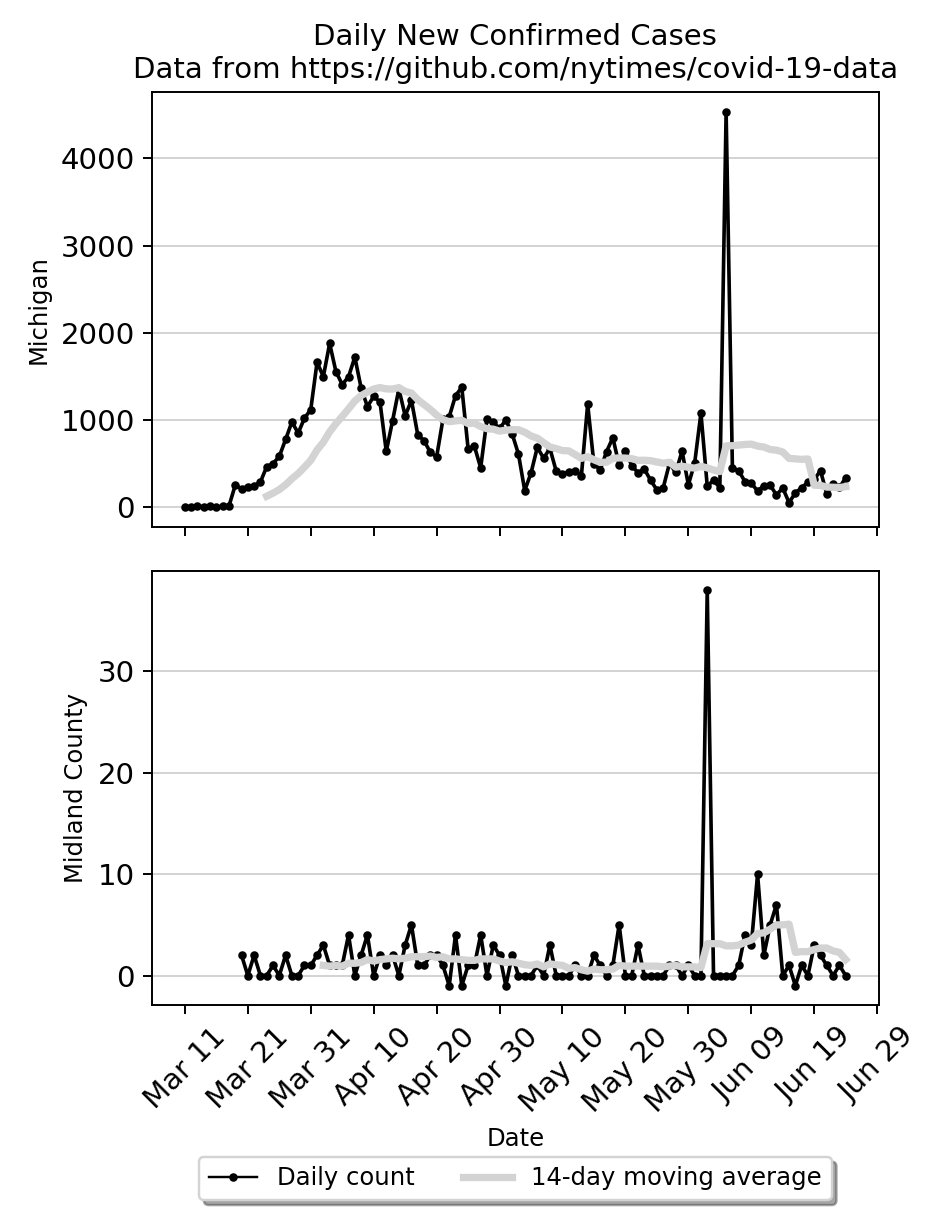 Daily New Confirmed Cases
Data from https://github.com/nytimes/covid-19-data
4000
3000
2000
1000
0
Michigan
30
20
10
0
Midland County
Mar 11
Mar 21
Mar 31
Apr 10
Apr 20
Apr 30
May 10
May 20
May 30
Jun 09
Jun 19
Jun 29
Date
Daily count
14-day moving average